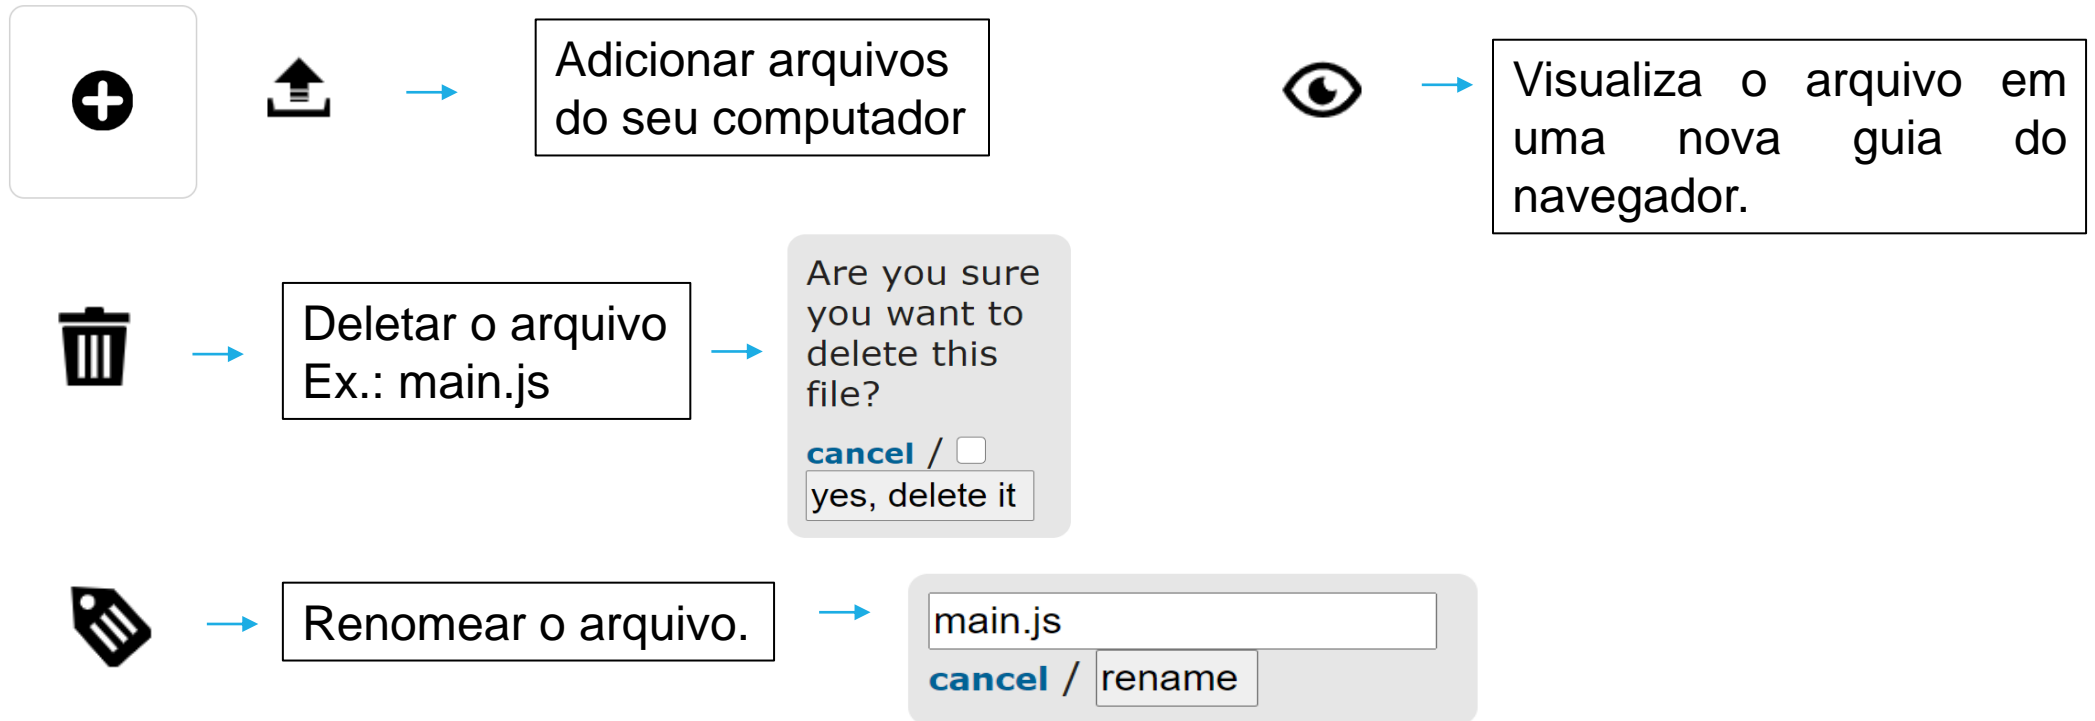 Adicionar arquivos
do seu computador
Visualiza o arquivo em
uma nova guia do
navegador.
Deletar o arquivo
Ex.: main.js
Are you sure
you want to
delete this
file?
cancel /
yes, delete it
Renomear o arquivo.
main.js
cancel / rename